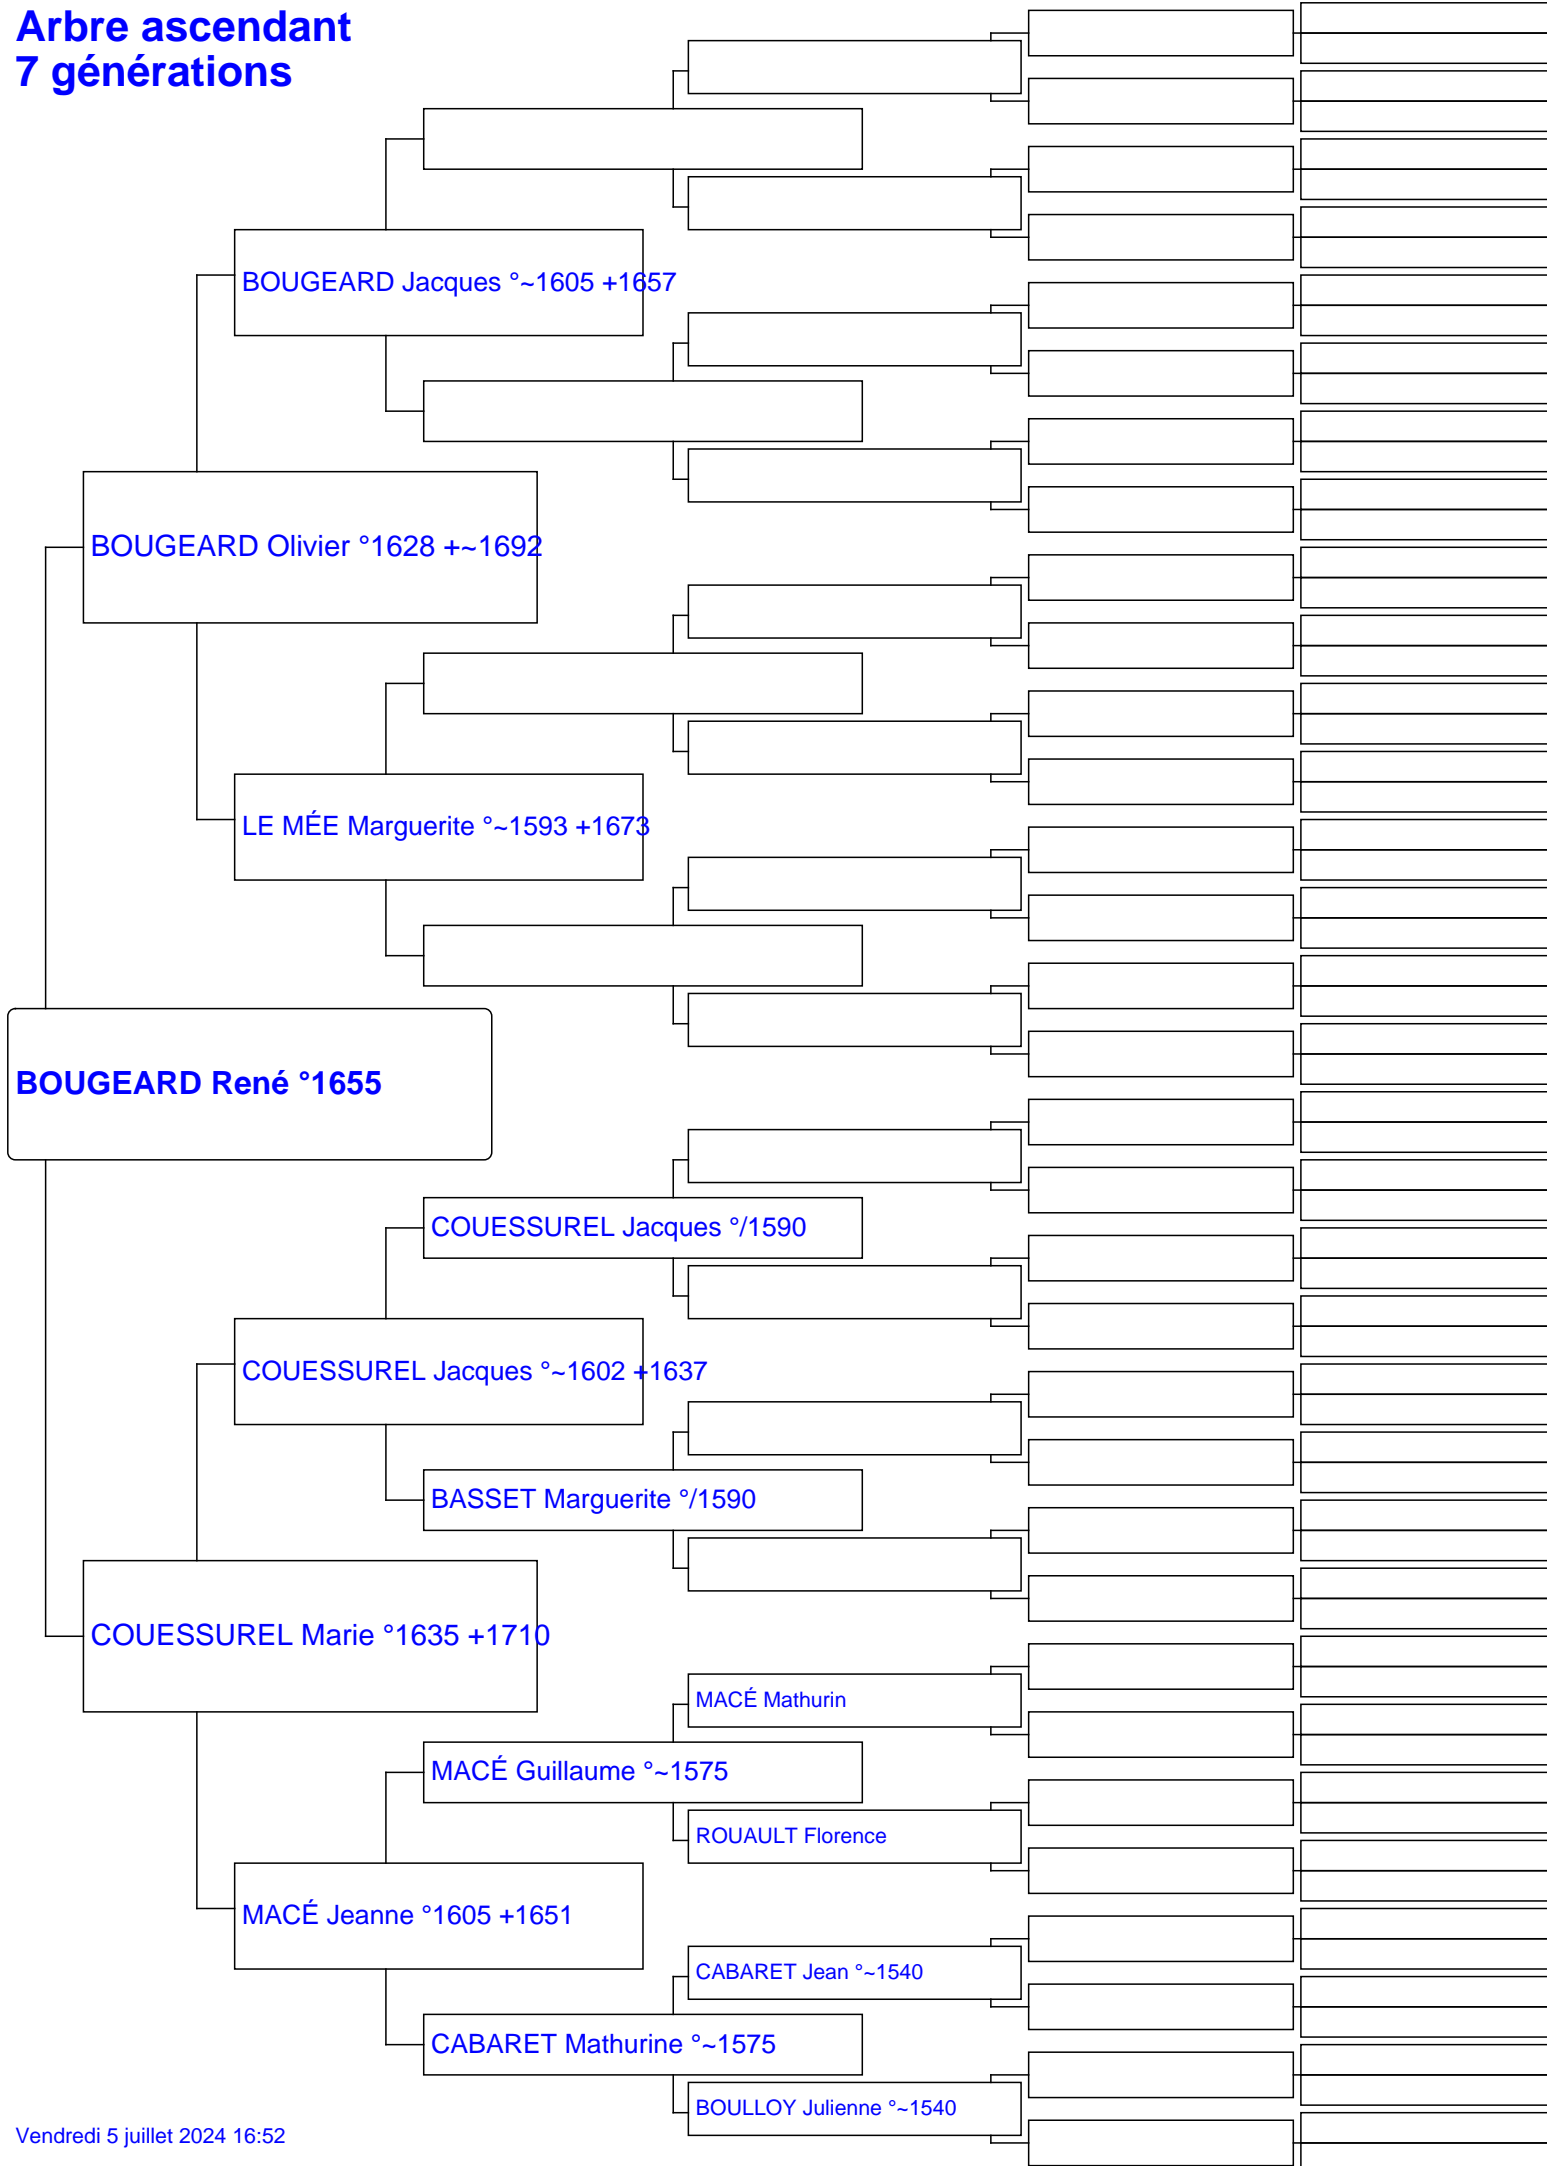 Arbre ascendant
7 générations
BOUGEARD Jacques °~1605 +1657
BOUGEARD Olivier °1628 +~1692
LE MÉE Marguerite °~1593 +1673
BOUGEARD René °1655
COUESSUREL Jacques °/1590
COUESSUREL Jacques °~1602 +1637
BASSET Marguerite °/1590
COUESSUREL Marie °1635 +1710
MACÉ Mathurin
MACÉ Guillaume °~1575
ROUAULT Florence
MACÉ Jeanne °1605 +1651
CABARET Jean °~1540
CABARET Mathurine °~1575
BOULLOY Julienne °~1540
Vendredi 5 juillet 2024 16:52